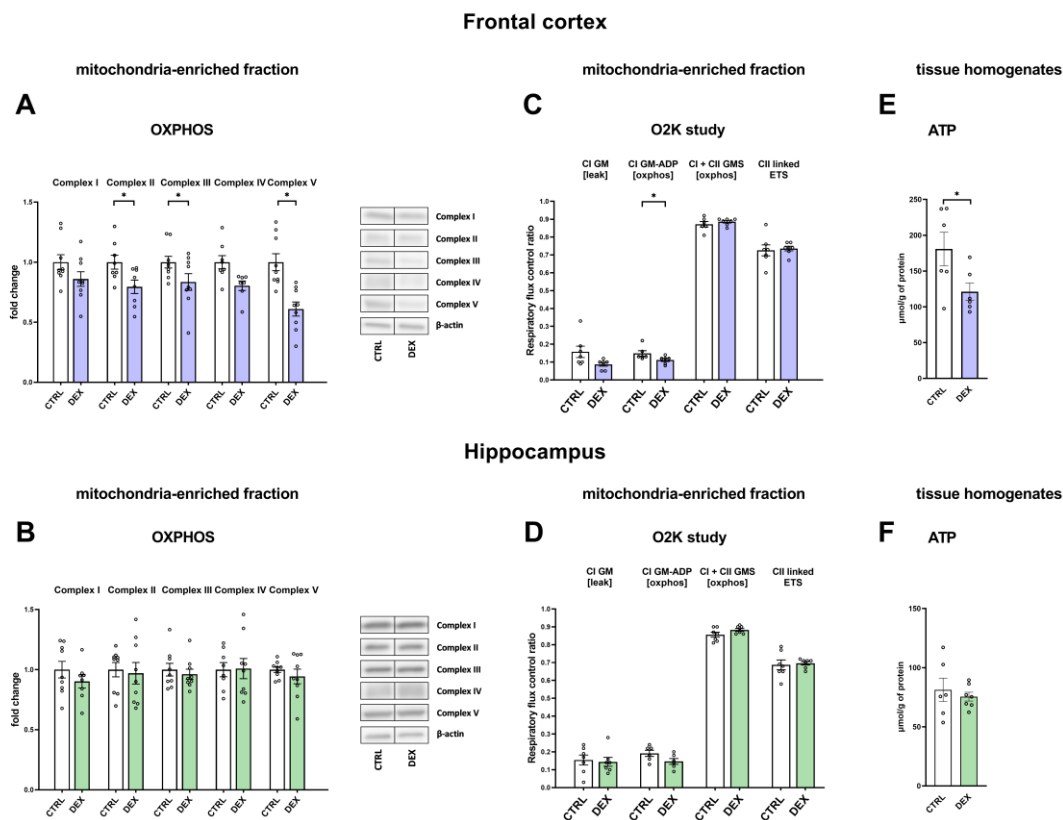 Frontal cortex
mitochondria-enriched fraction
mitochondria-enriched fraction
tissue homogenates
A
OXPHOS
Complex I Complex II Complex III Complex IV Complex V
* * *
fold change
1.5
1.0
0.5
0.0
CTRL DEX CTRL DEX CTRL DEX CTRL DEX CTRL DEX
Complex I
Complex II
Complex III
Complex IV
Complex V
β-actin
CTRL DEX
C
O2K study
CI GM CI GM-ADP CI + CII GMS CII linked
[leak] [oxphos] [oxphos] ETS
*
Respiratory flux control ratio
1.0
0.9
0.8
0.7
0.6
0.5
0.4
0.3
0.2
0.1
0.0
CTRL DEX CTRL DEX CTRL DEX CTRL DEX
E
ATP
*
μmol/g of protein
250
200
150
100
50
0
CTRL DEX
Hippocampus
mitochondria-enriched fraction
mitochondria-enriched fraction
tissue homogenates
B
OXPHOS
Complex I Complex II Complex III Complex IV Complex V
fold change
1.5
1.0
0.5
0.0
CTRL DEX CTRL DEX CTRL DEX CTRL DEX CTRL DEX
Complex I
Complex II
Complex III
Complex IV
Complex V
β-actin
CTRL DEX
D
O2K study
CI GM CI GM-ADP CI + CII GMS CII linked
[leak] [oxphos] [oxphos] ETS
Respiratory flux control ratio
1.0
0.9
0.8
0.7
0.6
0.5
0.4
0.3
0.2
0.1
0.0
CTRL DEX CTRL DEX CTRL DEX CTRL DEX
F
ATP
μmol/g of protein
150
100
50
0
CTRL DEX